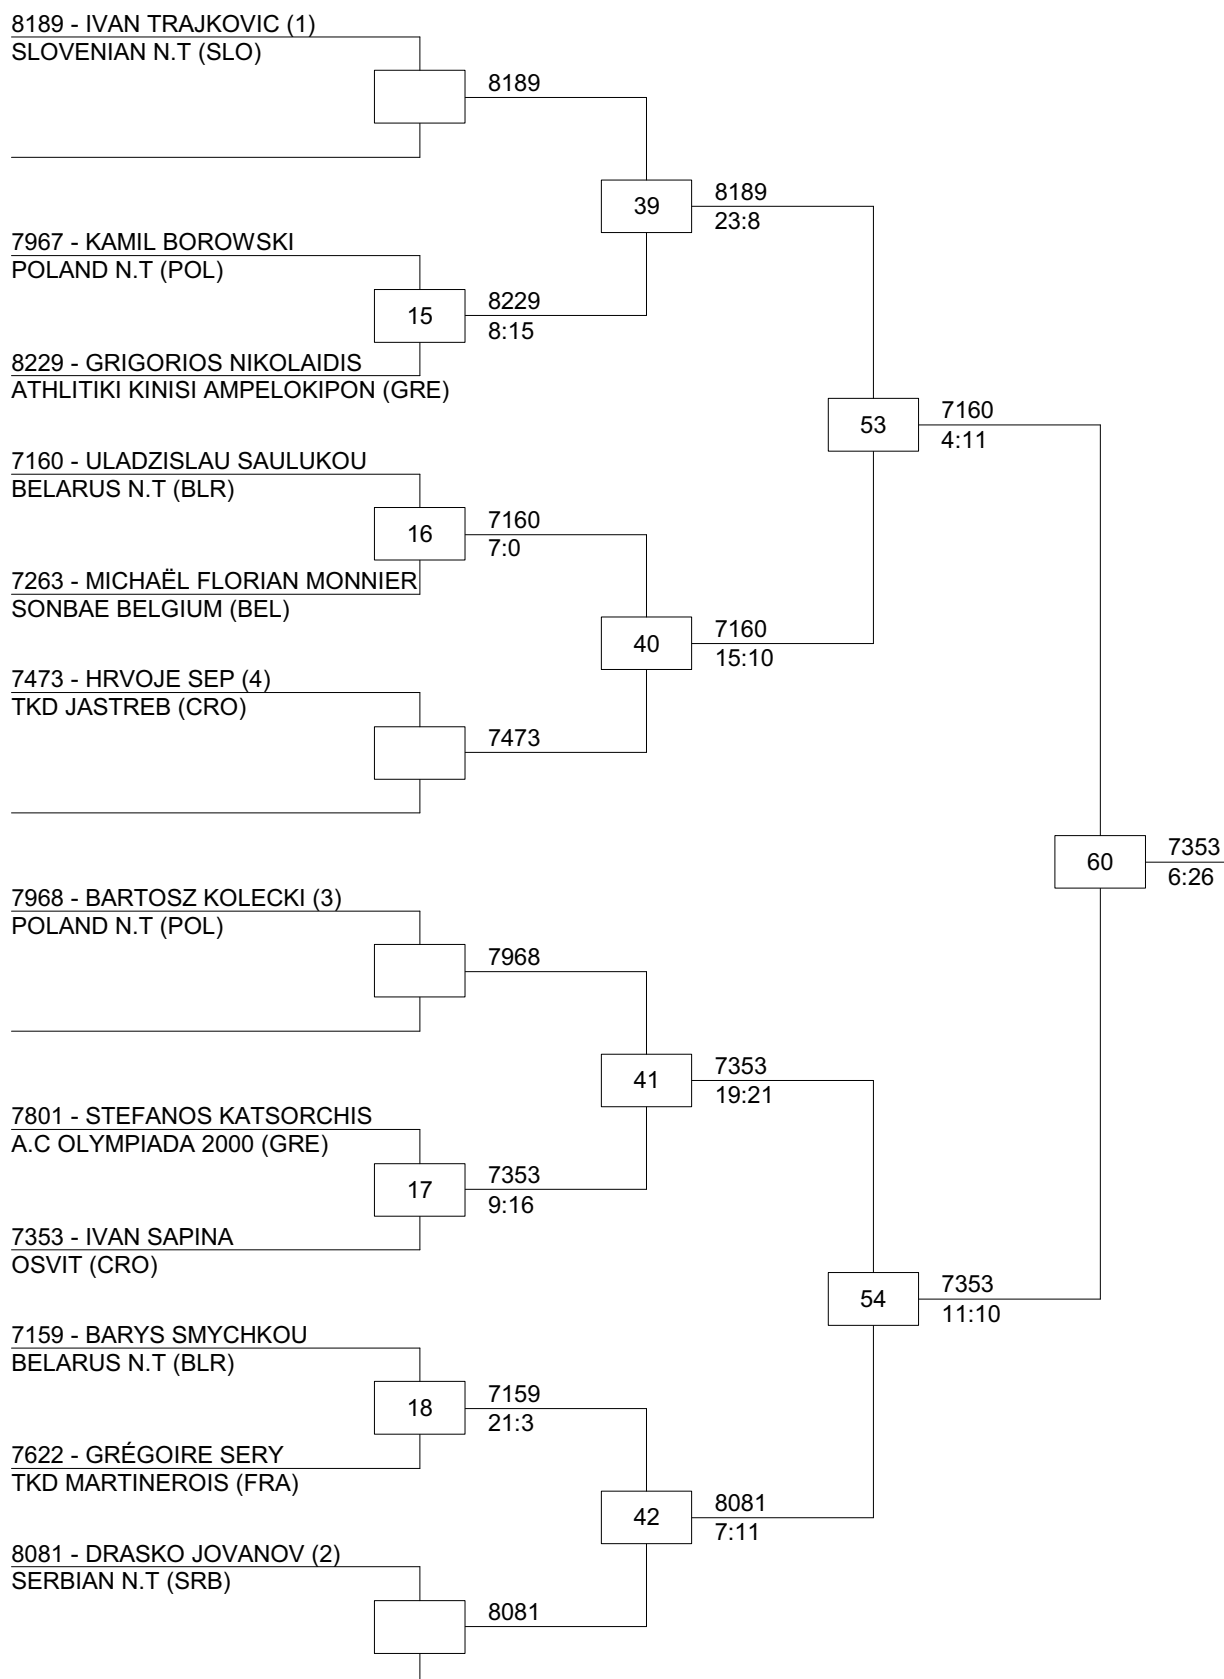 8189 - IVAN TRAJKOVIC (1)
SLOVENIAN N.T (SLO)
8189
39
8189
23:8
7967 - KAMIL BOROWSKI
POLAND N.T (POL)
15
8229
8:15
8229 - GRIGORIOS NIKOLAIDIS
ATHLITIKI KINISI AMPELOKIPON (GRE)
53
7160
4:11
7160 - ULADZISLAU SAULUKOU
BELARUS N.T (BLR)
16
7160
7:0
7263 - MICHAËL FLORIAN MONNIER
SONBAE BELGIUM (BEL)
40
7160
15:10
7473 - HRVOJE SEP (4)
TKD JASTREB (CRO)
7473
60
7353
6:26
7968 - BARTOSZ KOLECKI (3)
POLAND N.T (POL)
7968
41
7353
19:21
7801 - STEFANOS KATSORCHIS
A.C OLYMPIADA 2000 (GRE)
17
7353
9:16
7353 - IVAN SAPINA
OSVIT (CRO)
54
7353
11:10
7159 - BARYS SMYCHKOU
BELARUS N.T (BLR)
18
7159
21:3
7622 - GRÉGOIRE SERY
TKD MARTINEROIS (FRA)
42
8081
7:11
8081 - DRASKO JOVANOV (2)
SERBIAN N.T (SRB)
8081